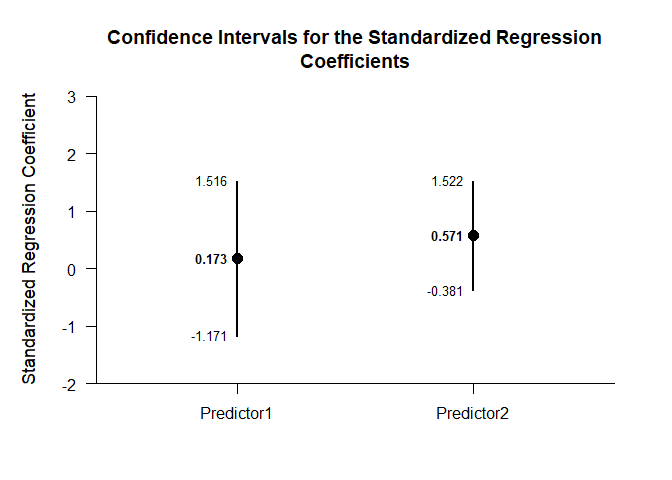 Confidence Intervals for the Standardized Regression
Coefficients
Standardized Regression Coefficient
3
2
1
0
-1
-2
1.516
0.173
-1.171
1.522
0.571
-0.381
Predictor1
Predictor2